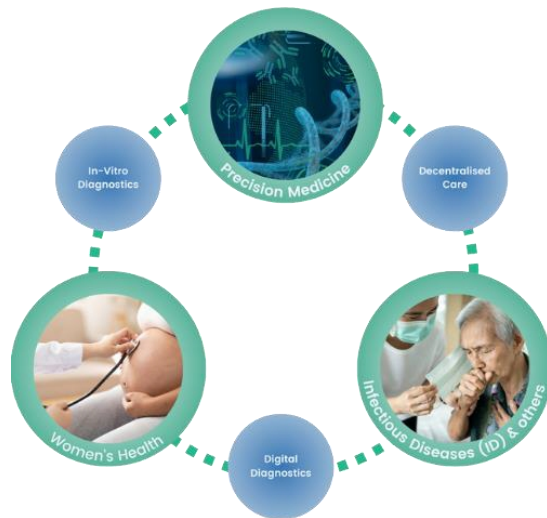 Precision Medicine
In-Vitro
Diagnostics
Decentralised
Care
Women's Health
Infectious Diseases (ID) & others
Digital
Diagnostics